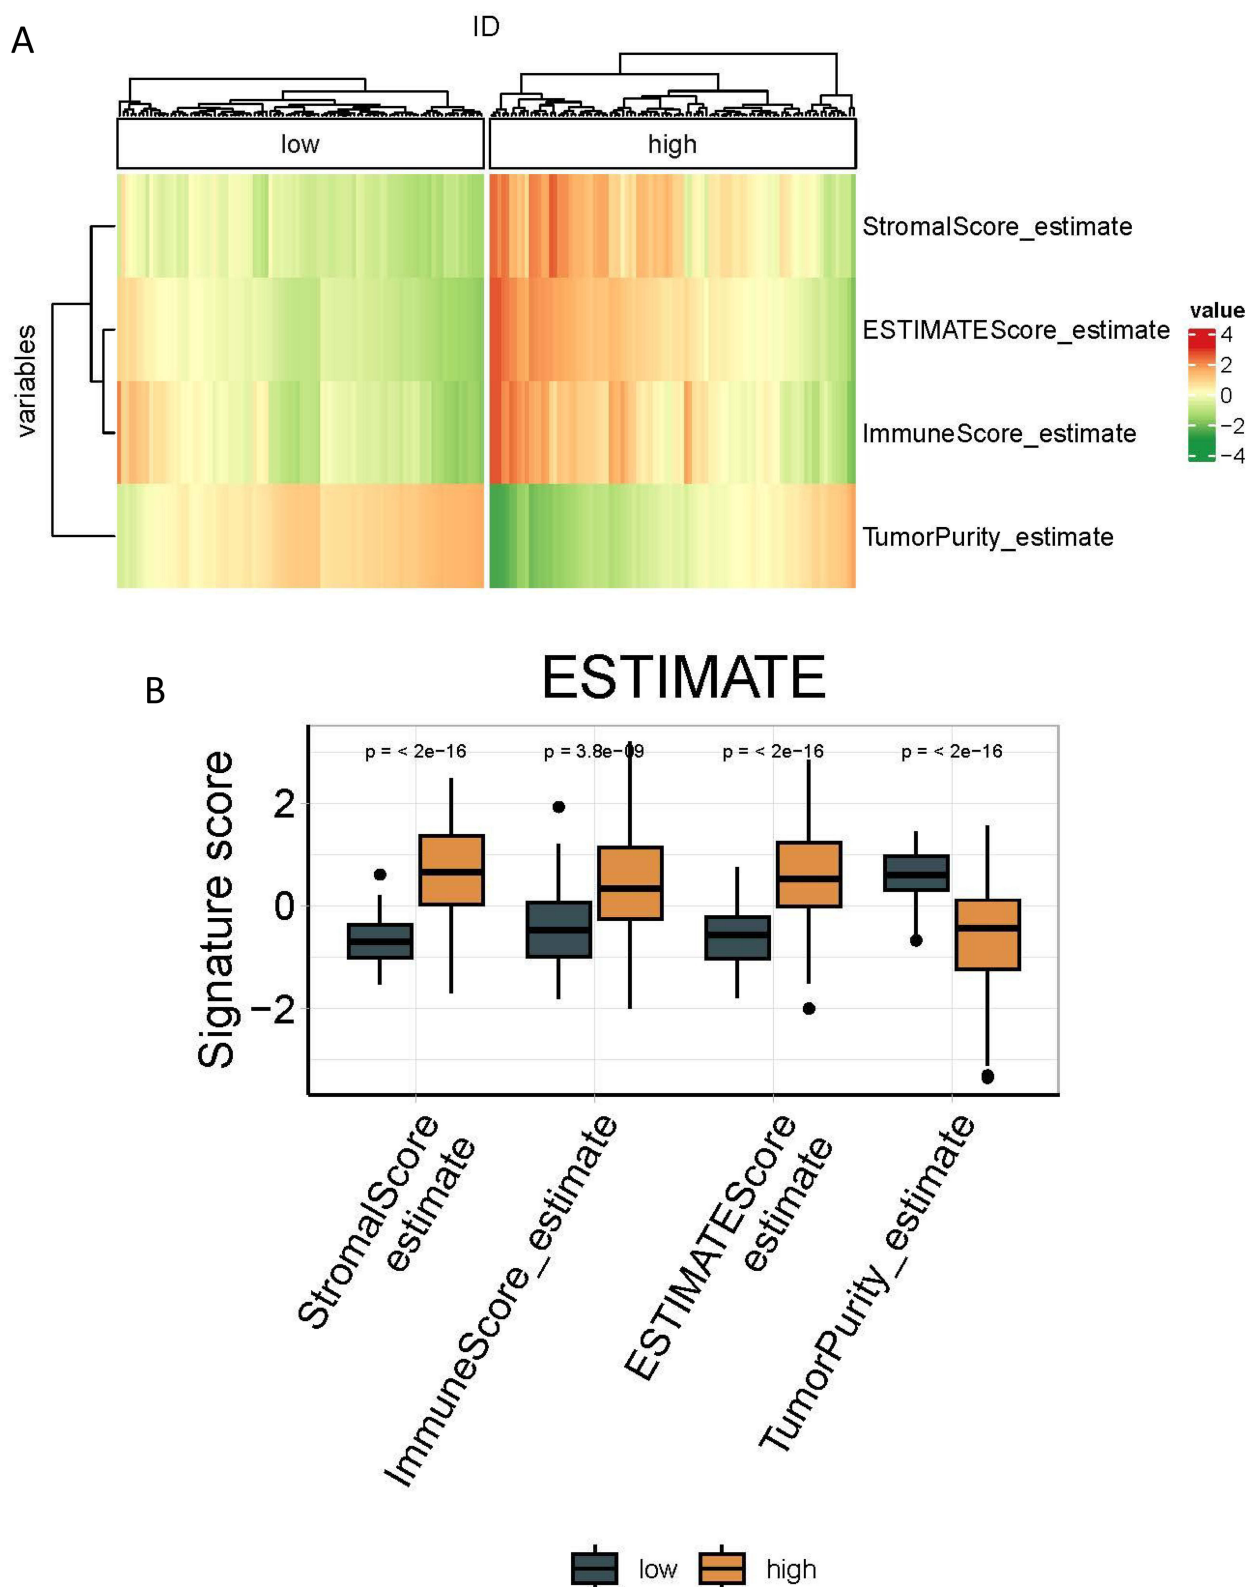 A
ID
low
high
variables
StromalScore_estimate
ESTIMATEScore_estimate
ImmuneScore_estimate
TumorPurity_estimate
value
4
2
0
−2
−4
B
ESTIMATE
p = < 2e−16
p = 3.8e−09
p = < 2e−16
p = < 2e−16
Signature score
2
0
−2
StromalScore
estimate
ImmuneScore_estimate
ESTIMATEScore
estimate
TumorPurity_estimate
low
high